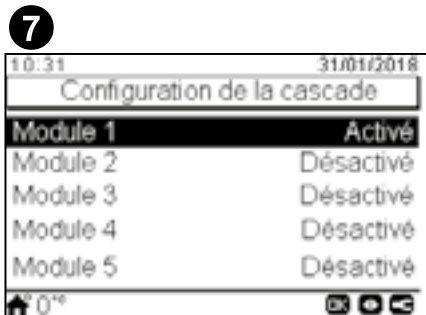 7
10:31 31/01/2018
Configuration de la cascade
Module 1 Activé
Module 2 Désactivé
Module 3 Désactivé
Module 4 Désactivé
Module 5 Désactivé
0°° OK